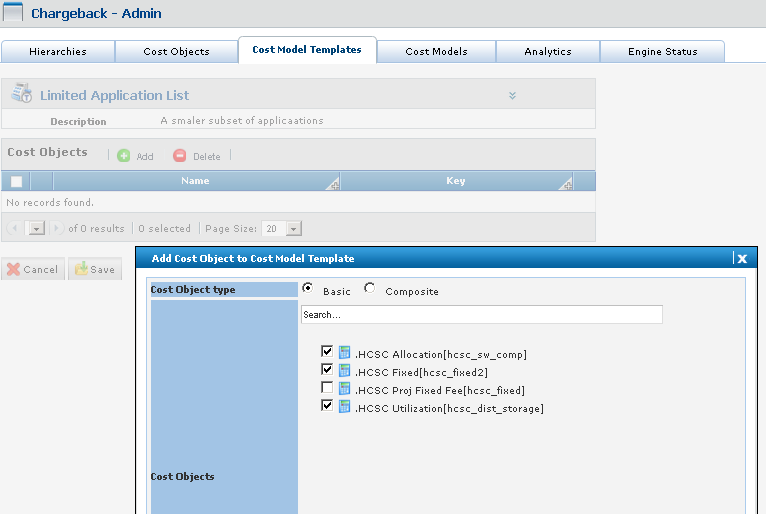 Chargeback - Admin
Hierarchies Cost Objects Cost Model Templates Cost Models Analytics Engine Status
Limited Application List
Description A smaler subset of applicaations
Cost Objects Add Delete
Name Key
No records found.
of 0 results 0 selected Page Size: 20
Cancel Save
Add Cost Object to Cost Model Template X
Cost Object type Basic Composite
Search...
.HCSC Allocation[hcsc_sw_comp]
.HCSC Fixed[hcsc_fixed2]
.HCSC Proj Fixed Fee[hcsc_fixed]
.HCSC Utilization[hcsc_dist_storage]
Cost Objects